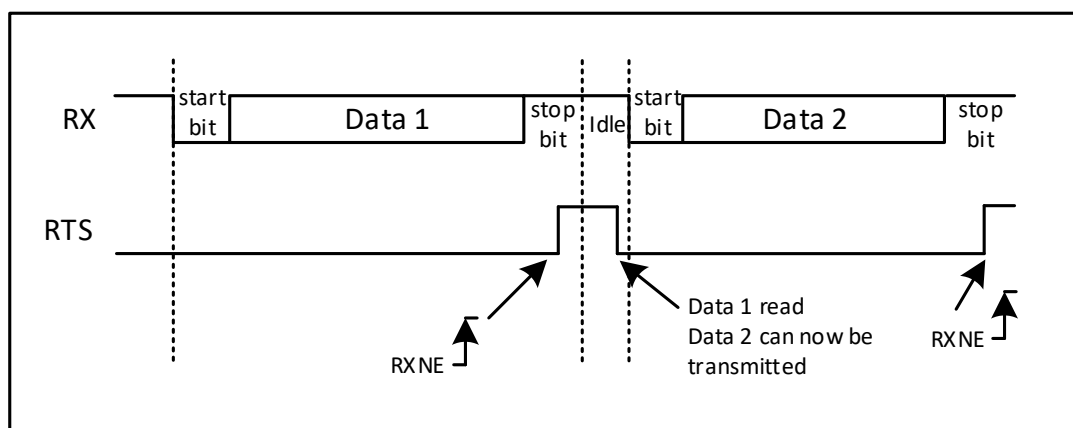 RX
start
bit
Data 1
stop
bit
Idle
start
bit
Data 2
stop
bit
RTS
RXNE
Data 1 read
Data 2 can now be
transmitted
RXNE